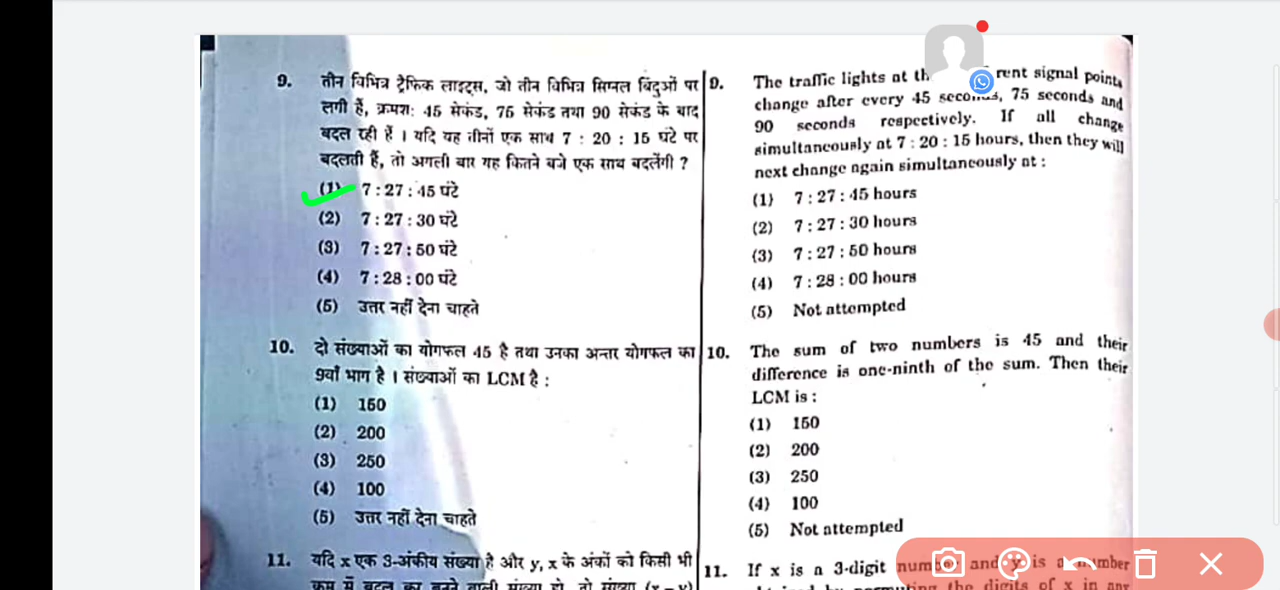 9. तीन विभिन्न ट्रैफिक लाइट्स, जो तीन विभिन्न सिग्नल बिंदुओं पर
लगी हैं, क्रमशः 45 सेकंड, 75 सेकंड तथा 90 सेकंड के बाद
बदल रही हैं । यदि यह तीनों एक साथ 7 : 20 : 15 घंटे पर
बदलती हैं, तो अगली बार यह कितने बजे एक साथ बदलेंगी ?
(1) 7 : 27 : 45 घंटे
(2) 7 : 27 : 30 घंटे
(3) 7 : 27 : 50 घंटे
(4) 7 : 28 : 00 घंटे
(5) उत्तर नहीं देना चाहते
10. दो संख्याओं का योगफल 45 है तथा उनका अन्तर योगफल का
9वाँ भाग है । संख्याओं का LCM है :
(1) 150
(2) 200
(3) 250
(4) 100
(5) उत्तर नहीं देना चाहते
11. यदि x एक 3-अंकीय संख्या है और y, x के अंकों को किसी भी
9. The traffic lights at rent signal points
change after every 45 seconds, 75 seconds and
90 seconds respectively. If all change
simultaneously at 7 : 20 : 15 hours, then they will
next change again simultaneously at :
(1) 7 : 27 : 45 hours
(2) 7 : 27 : 30 hours
(3) 7 : 27 : 50 hours
(4) 7 : 28 : 00 hours
(5) Not attempted
10. The sum of two numbers is 45 and their
difference is one-ninth of the sum. Then their
LCM is :
(1) 150
(2) 200
(3) 250
(4) 100
(5) Not attempted
11. If x is a 3-digit number and y is a number
the digits of x in any